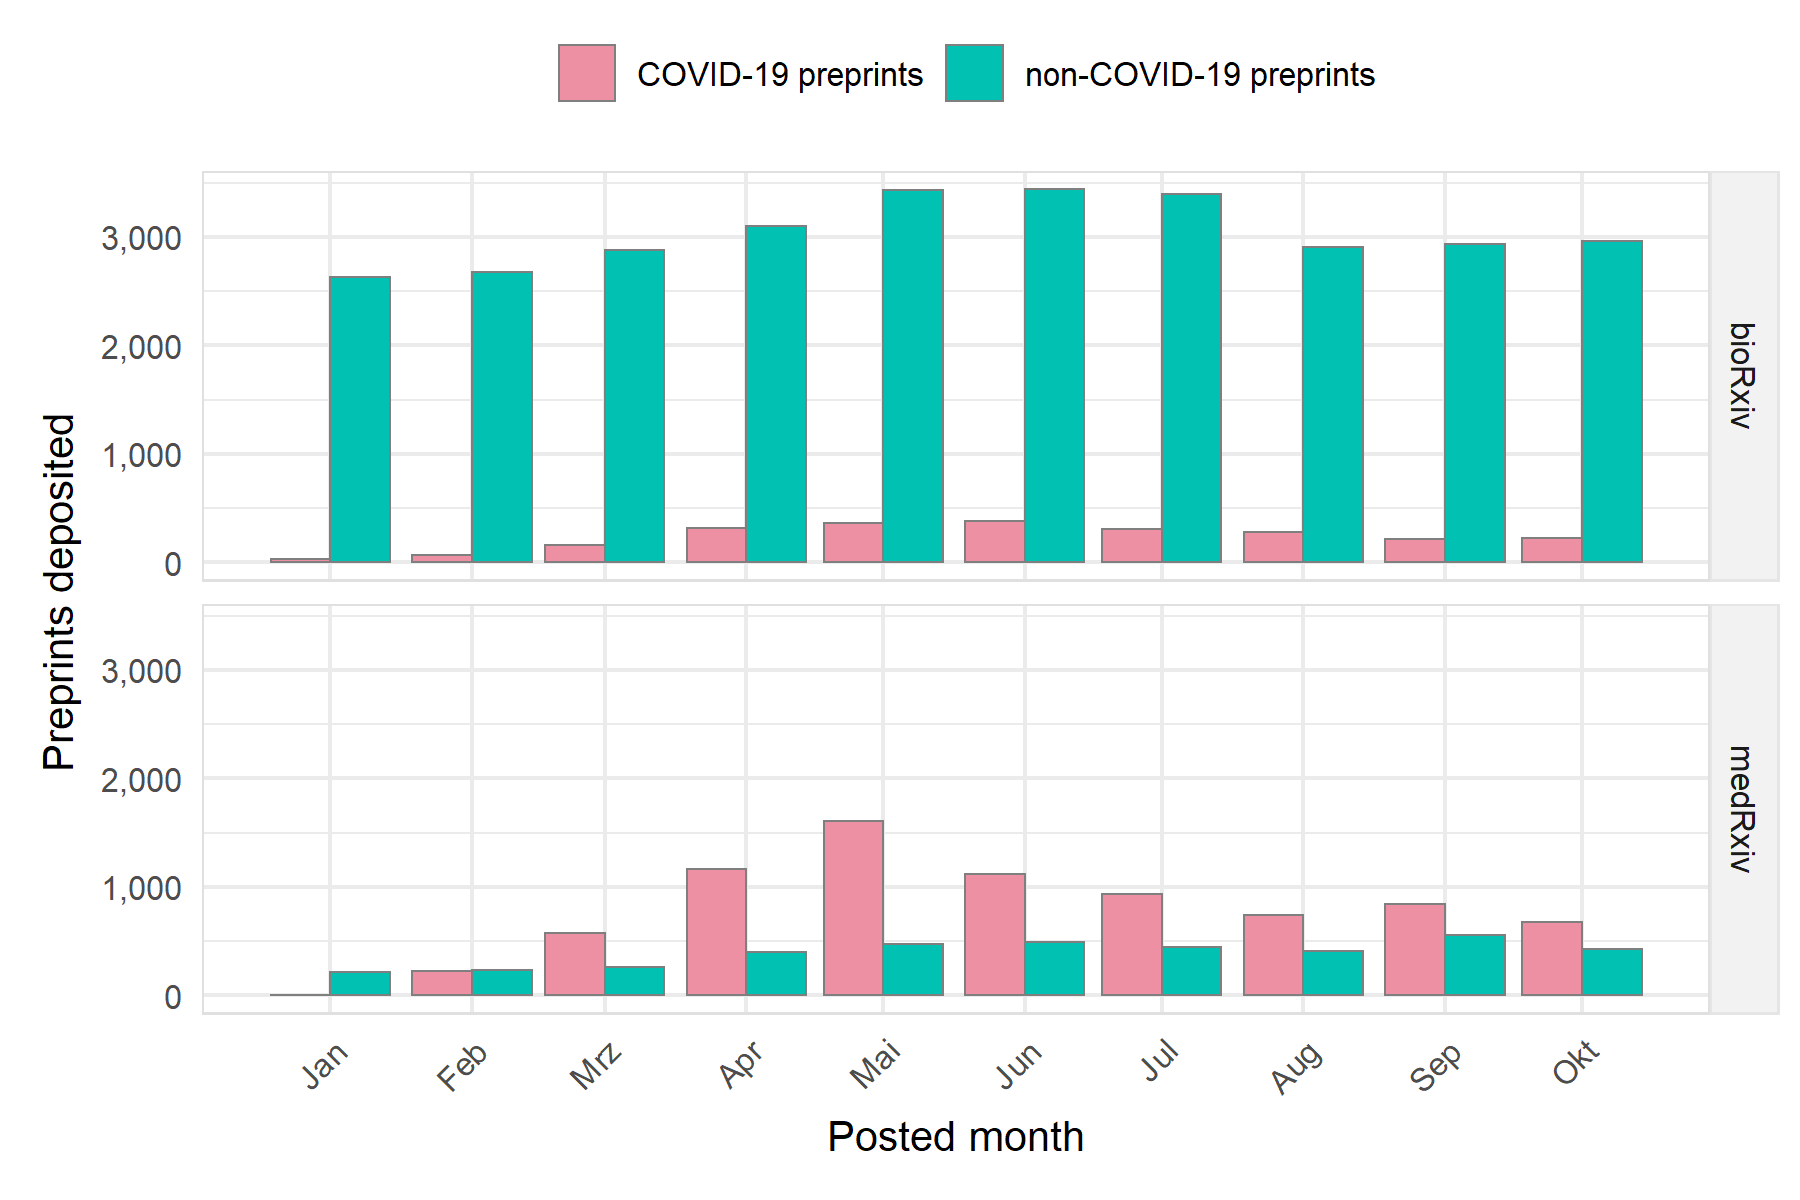 COVID-19 preprints
non-COVID-19 preprints
Preprints deposited
3,000
2,000
1,000
0
bioRxiv
3,000
2,000
1,000
0
medRxiv
Jan
Feb
Mrz
Apr
Mai
Jun
Jul
Aug
Sep
Okt
Posted month